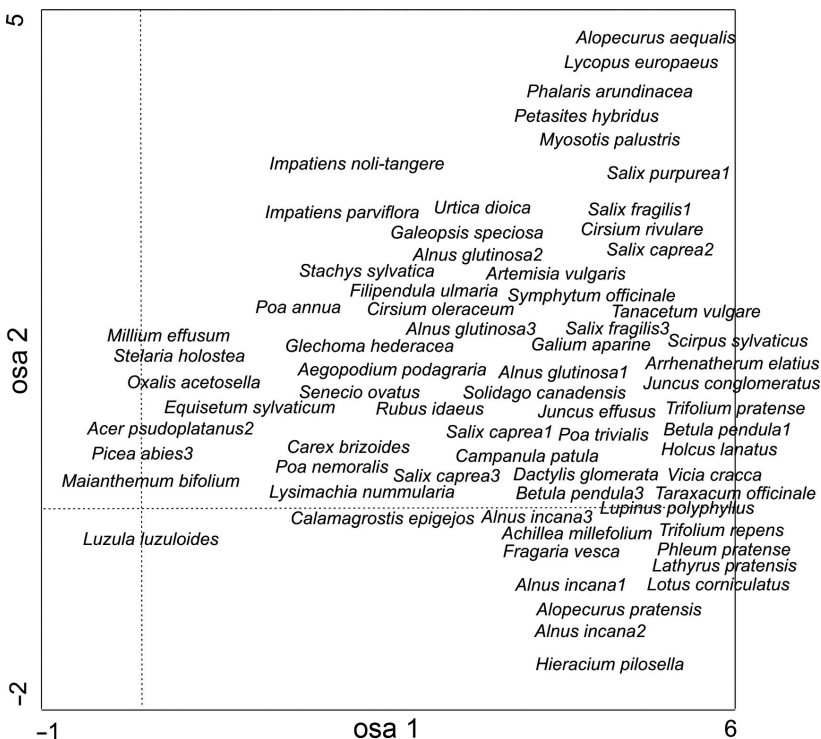 5
Alopecurus aequalis
Lycopus europaeus
Phalaris arundinacea
Petasites hybridus
Myosotis palustris
Impatiens noli-tangere
Salix purpurea1
Impatiens parviflora Urtica dioica Salix fragilis1
Galeopsis speciosa Cirsium rivulare
Alnus glutinosa2 Salix caprea2
Stachys sylvatica Artemisia vulgaris
Filipendula ulmaria Symphytum officinale
Poa annua Cirsium oleraceum Tanacetum vulgare
Alnus glutinosa3 Salix fragilis3
Millium effusum Glechoma hederacea Galium aparine Scirpus sylvaticus
Stelaria holostea Arrhenatherum elatius
Aegopodium podagraria Alnus glutinosa1
Oxalis acetosella Juncus conglomeratus
Senecio ovatus Solidago canadensis
Equisetum sylvaticum Rubus idaeus Juncus effusus Trifolium pratense
Acer psudoplatanus2 Salix caprea1 Poa trivialis Betula pendula1
Picea abies3 Carex brizoides Campanula patula Holcus lanatus
Poa nemoralis
Maianthemum bifolium Salix caprea3 Dactylis glomerata Vicia cracca
Lysimachia nummularia Betula pendula3 Taraxacum officinale
Lupinus polyphyllus
Calamagrostis epigejos Alnus incana3
Achillea millefolium Trifolium repens
Luzula luzuloides
Fragaria vesca Phleum pratense
Lathyrus pratensis
Alnus incana1 Lotus corniculatus
Alopecurus pratensis
Alnus incana2
Hieracium pilosella
osa 2
−2
−1 osa 1 6